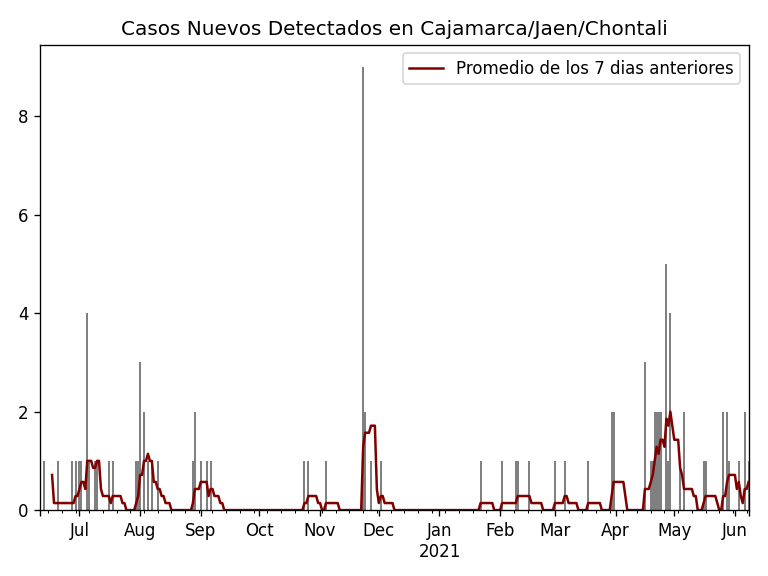 Casos Nuevos Detectados en Cajamarca/Jaen/Chontali
Promedio de los 7 dias anteriores
8
6
4
2
0
Jul Aug Sep Oct Nov Dec Jan Feb Mar Apr May Jun
2021